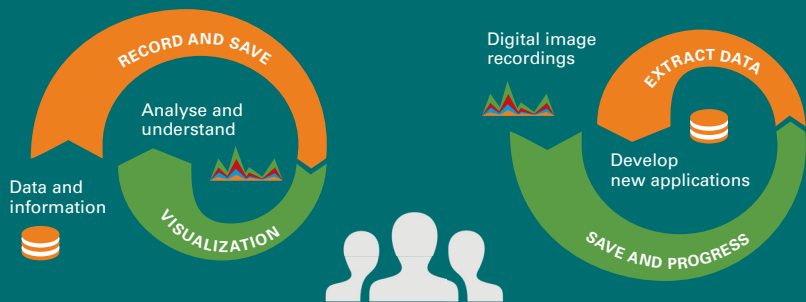 RECORD AND SAVE
Analyse and
understand
Data and
information
VISUALIZATION
Digital image
recordings
EXTRACT DATA
Develop
new applications
SAVE AND PROGRESS